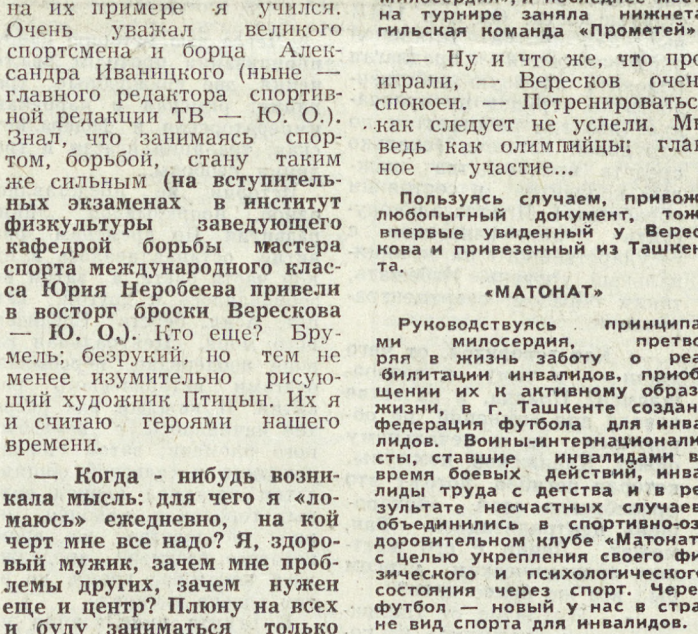 на их примере я учился.
Очень уважал великого
спортсмена и борца Алек-
сандра Иваницкого (ныне —
главного редактора спортив-
ной редакции ТВ — Ю. О.).
Знал, что занимаясь спор-
том, борьбой, стану таким
же сильным (на вступитель-
ных экзаменах в институт
физкультуры заведующего
кафедрой борьбы мастера
спорта международного клас-
са Юрия Неробеева привели
в восторг броски Верескова
— Ю. О.). Кто еще? Бру-
мель; безрукий, но тем не
менее изумительно рисую-
щий художник Птицын. Их я
и считаю героями нашего
времени.
— Когда - нибудь возни-
кала мысль: для чего я «ло-
маюсь» ежедневно, на кой
черт мне все надо? Я, здоро-
вый мужик, зачем мне проб-
лемы других, зачем нужен
еще и центр? Плюну на всех
и буду заниматься только
на турнире заняла нижнет
гильская команда «Прометей»
— Ну и что же, что про
играли, — Вересков очен
спокоен. — Потренироватьс
как следует не успели. М
ведь как олимпийцы: глав
ное — участие...
Пользуясь случаем, привож
любопытный документ, тож
впервые увиденный у Верес
кова и привезенный из Ташкен
та.
«МАТОНАТ»
Руководствуясь принципа
ми милосердия, претво
ряя в жизнь заботу о реа
билитации инвалидов, приоб
щении их к активному образ
жизни, в г. Ташкенте создан
федерация футбола для инва
лидов. Воины-интернационали
сты, ставшие инвалидами в
время боевых действий, инва
лиды труда с детства и в ре
зультате несчастных случаев
объединились в спортивно-оз
доровительном клубе «Матонат
с целью укрепления своего фи
зического и психологическог
состояния через спорт. Чере
футбол — новый у нас в стра
не вид спорта для инвалидов.